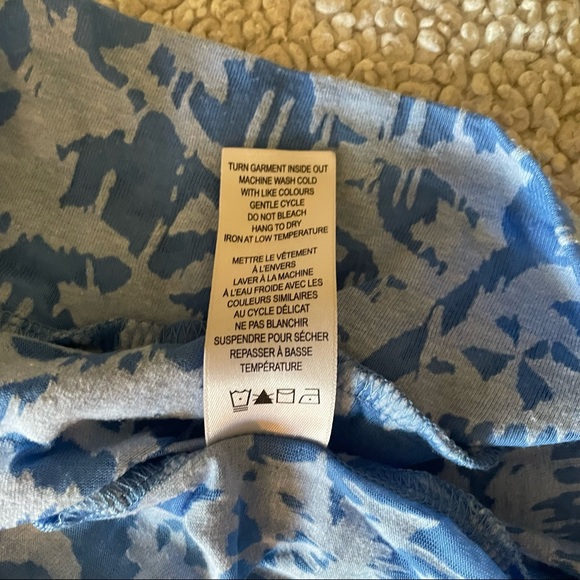 TURN GARMENT INSIDE OUT
MACHINE WASH COLD
WITH LIKE COLOURS
GENTLE CYCLE
DO NOT BLEACH
HANG TO DRY
IRON AT LOW TEMPERATURE
METTRE LE VÊTEMENT
À L'ENVERS
LAVER À LA MACHINE
À L'EAU FROIDE AVEC LES
COULEURS SIMILAIRES
AU CYCLE DÉLICAT
NE PAS BLANCHIR
SUSPENDRE POUR SÉCHER
REPASSER À BASSE
TEMPÉRATURE